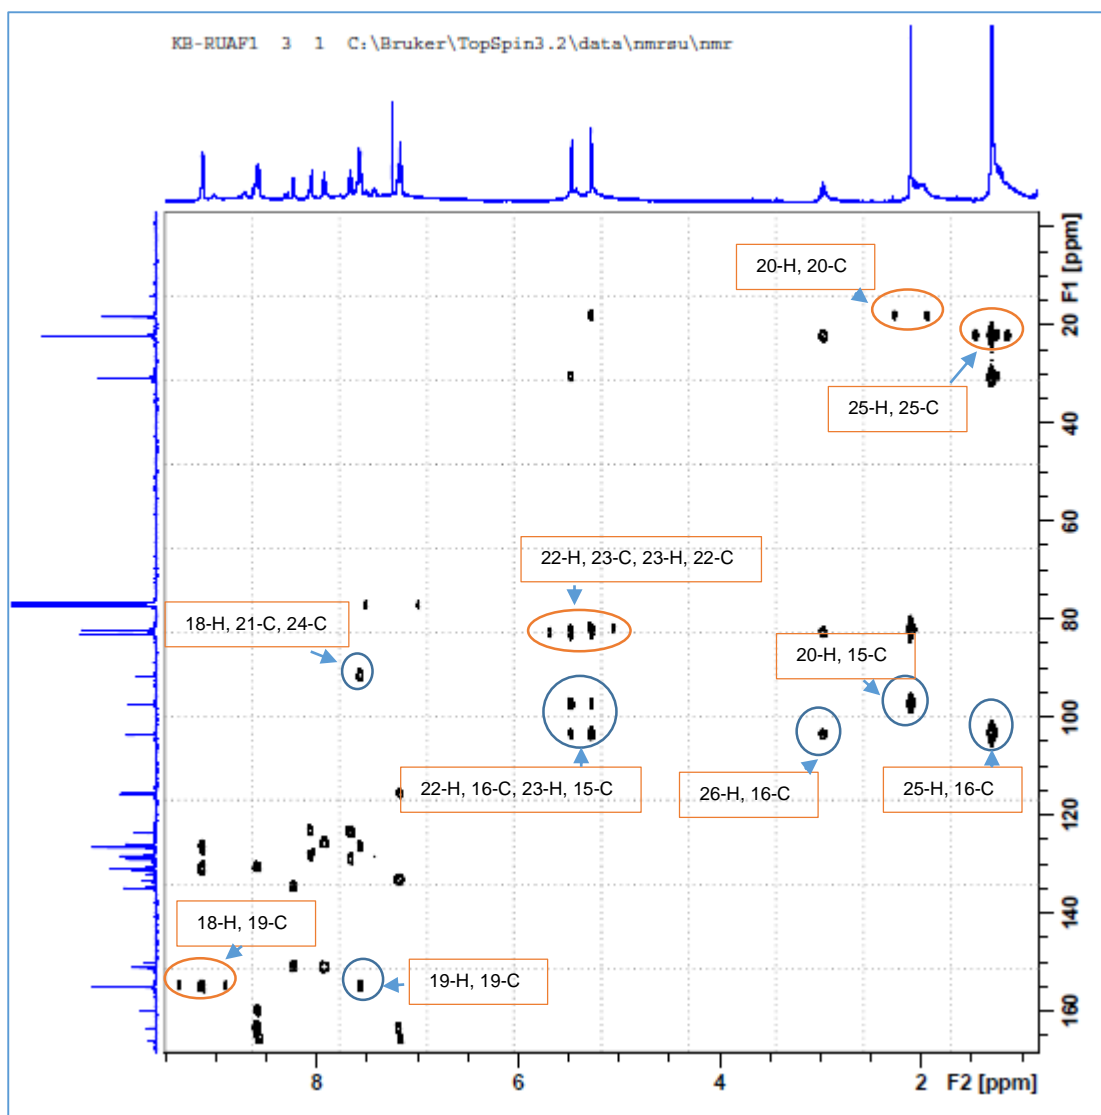 KB-RUAF1 3 1 C:\Bruker\TopSpin3.2\data\nmrsu\nmr
20-H, 20-C
25-H, 25-C
22-H, 23-C, 23-H, 22-C
18-H, 21-C, 24-C
20-H, 15-C
22-H, 16-C, 23-H, 15-C
26-H, 16-C
25-H, 16-C
18-H, 19-C
19-H, 19-C
F1 [ppm]
20
40
60
80
100
120
140
160
8 6 4 2 F2 [ppm]